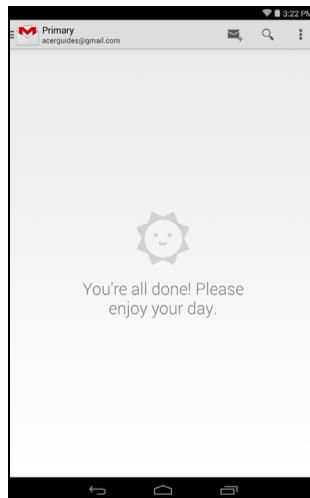 3:22 PM
Primary
acerguides@gmail.com
You're all done! Please
enjoy your day.